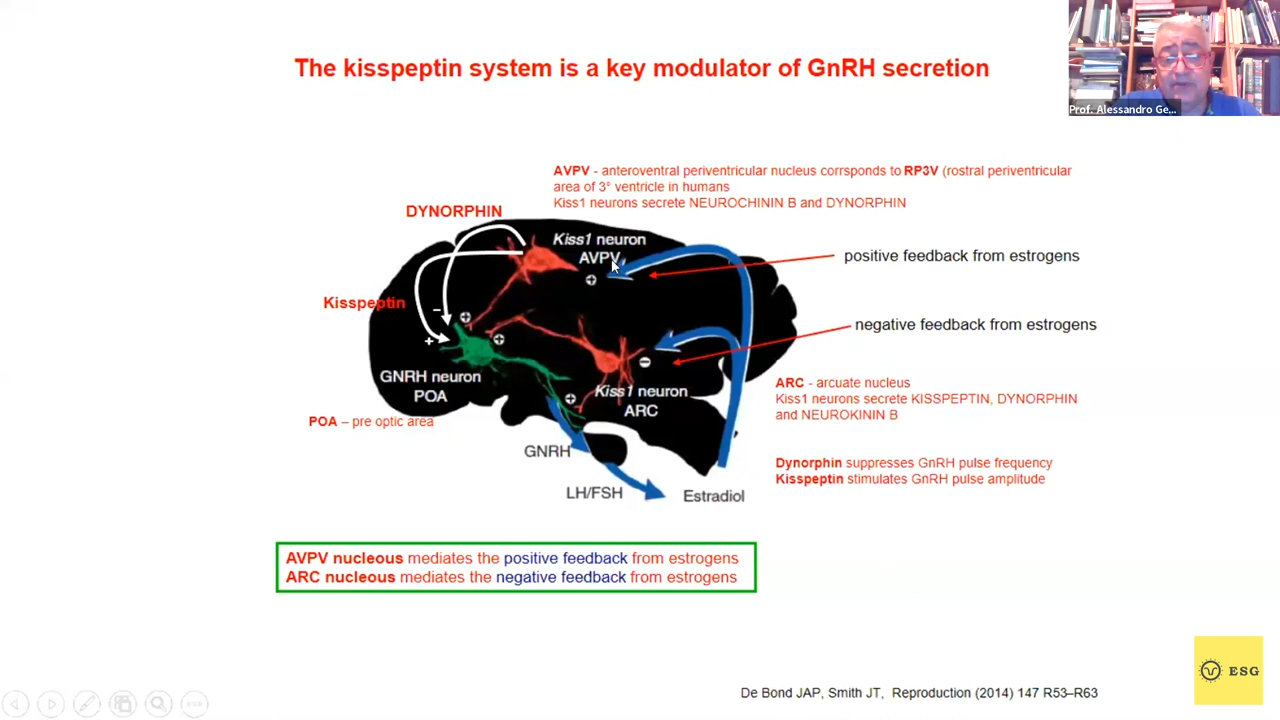 The kisspeptin system is a key modulator of GnRH secretion
Prof. Alessandro Ge...
AVPV - anteroventral periventricular nucleus corrsponds to RP3V (rostral periventricular
area of 3° ventricle in humans
Kiss1 neurons secrete NEUROCHININ B and DYNORPHIN
DYNORPHIN
Kiss1 neuron
AVPV
positive feedback from estrogens
Kisspeptin
negative feedback from estrogens
GNRH neuron
POA
Kiss1 neuron
ARC
ARC - arcuate nucleus
Kiss1 neurons secrete KISSPEPTIN, DYNORPHIN
and NEUROKININ B
POA – pre optic area
GNRH
Dynorphin suppresses GnRH pulse frequency
Kisspeptin stimulates GnRH pulse amplitude
LH/FSH
Estradiol
AVPV nucleous mediates the positive feedback from estrogens
ARC nucleous mediates the negative feedback from estrogens
ESG
De Bond JAP, Smith JT, Reproduction (2014) 147 R53–R63